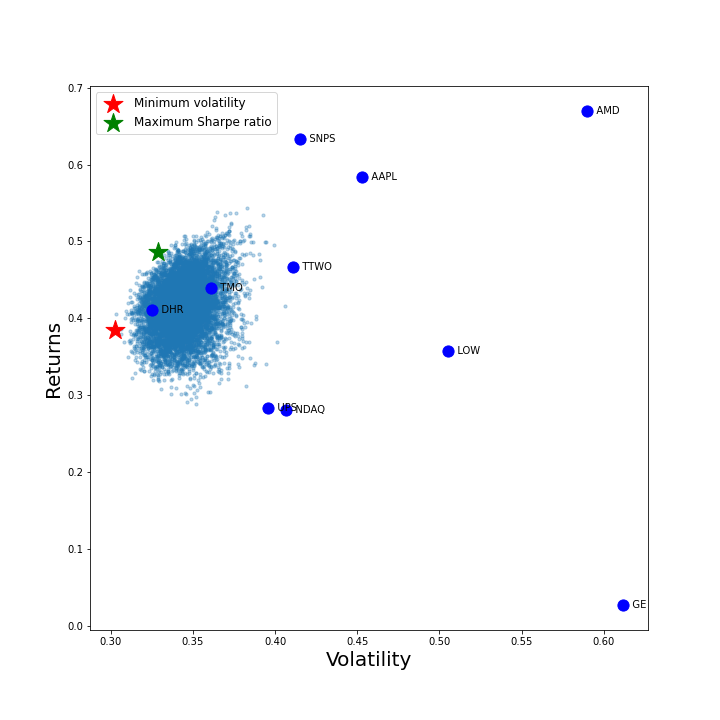 Minimum volatility
Maximum Sharpe ratio
0.7
AMD
SNPS
0.6
AAPL
0.5
TTWO
TMO
DHR
0.4
LOW
Returns
0.3
UPS
NDAQ
0.2
0.1
GE
0.0
0.30 0.35 0.40 0.45 0.50 0.55 0.60
Volatility